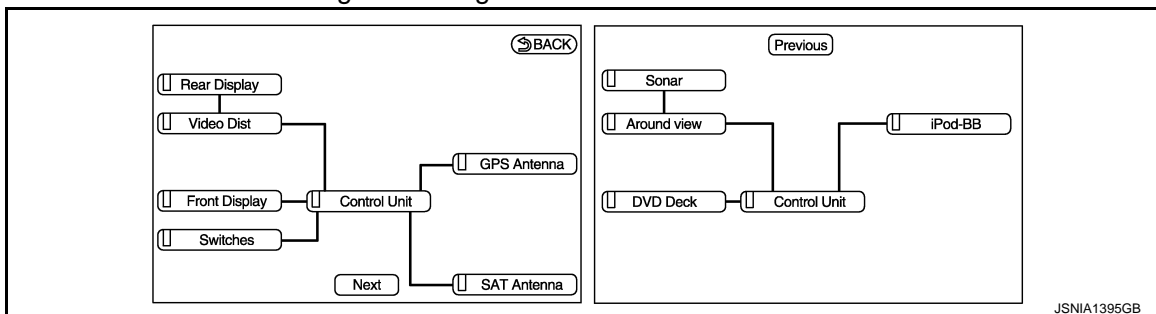 BACK
Rear Display
Video Dist
GPS Antenna
Front Display
Control Unit
Switches
Next
SAT Antenna
Previous
Sonar
Around view
iPod-BB
DVD Deck
Control Unit
JSNIA1395GB